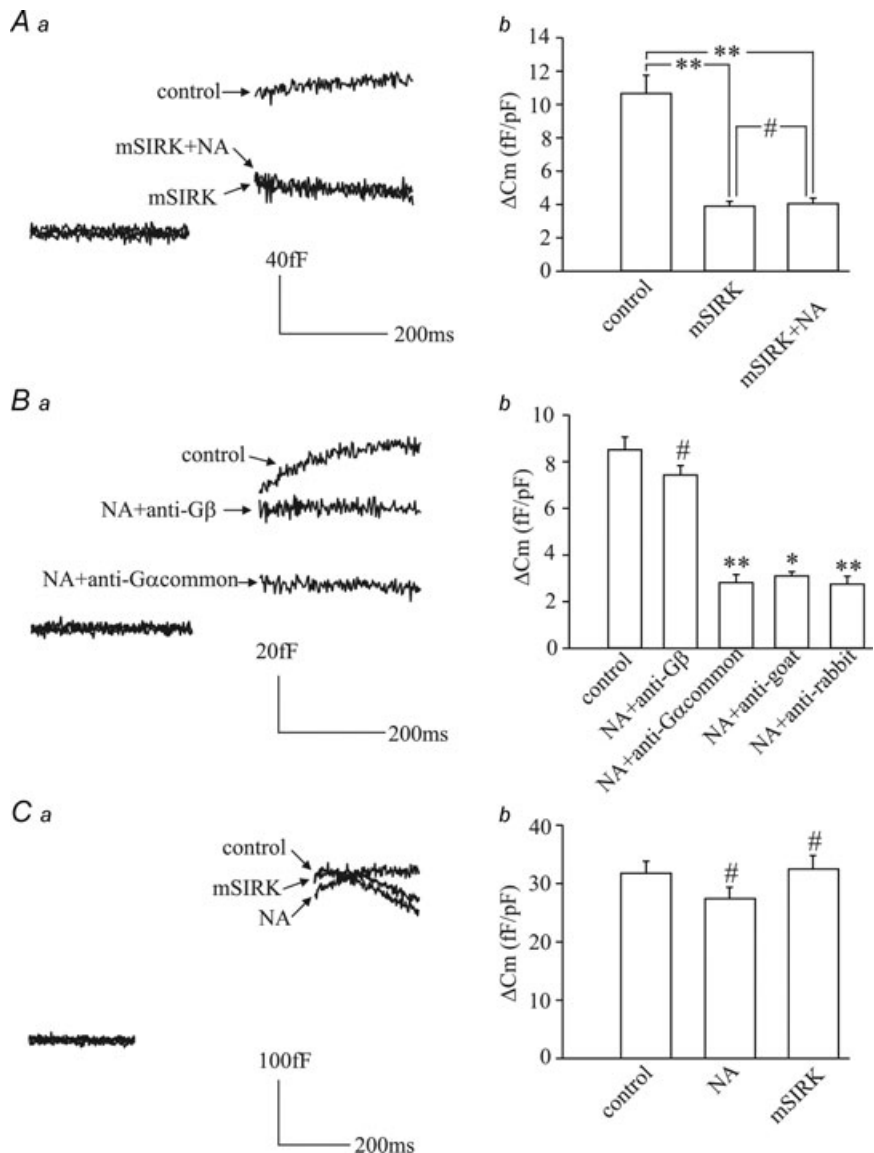 A a
control
mSIRK+NA
mSIRK
40fF
200ms
b
14
12
10
8
6
4
2
0
ΔCm (fF/pF)
**
**
#
control
mSIRK
mSIRK+NA
B a
control
NA+anti-Gβ
NA+anti-Gαcommon
20fF
200ms
b
10
8
6
4
2
0
ΔCm (fF/pF)
#
**
*
**
control
NA+anti-Gβ
NA+anti-Gαcommon
NA+anti-goat
NA+anti-rabbit
C a
control
mSIRK
NA
100fF
200ms
b
40
30
20
10
0
ΔCm (fF/pF)
#
#
control
NA
mSIRK